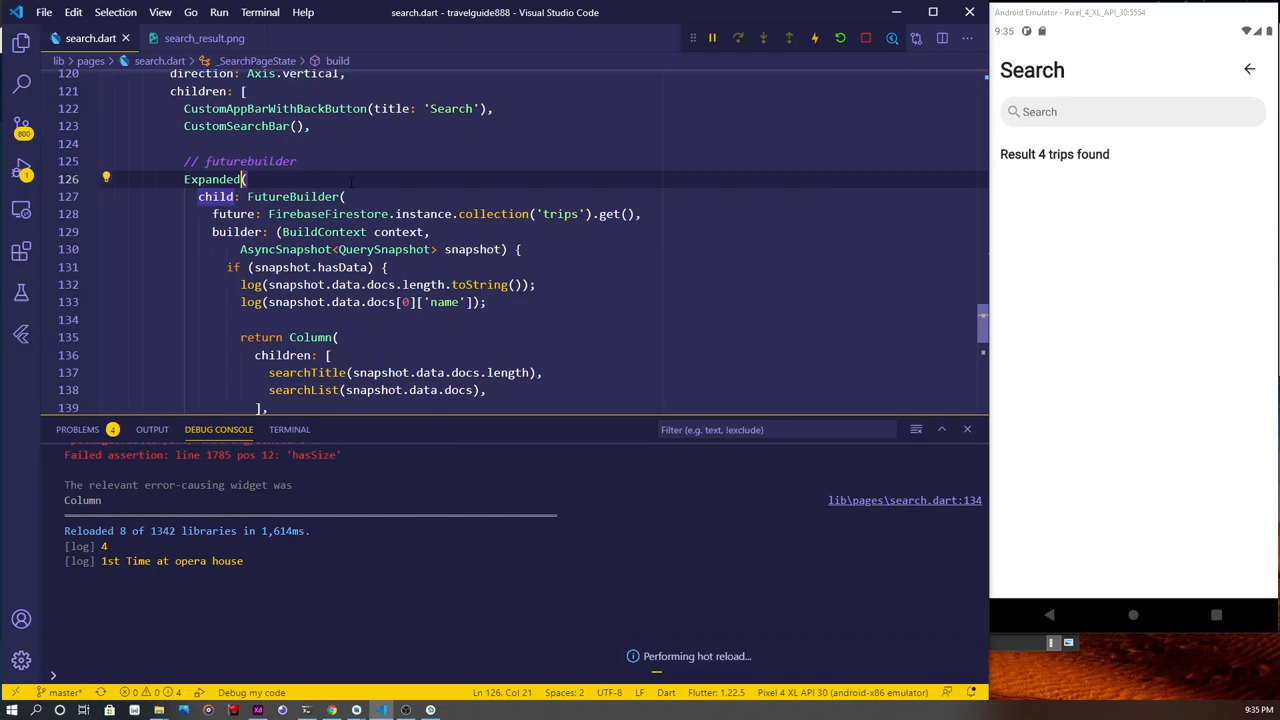 File Edit Selection View Go Run Terminal Help search.dart - travelpixie888 - Visual Studio Code
search.dart search_result.png
lib pages search.dart _SearchPageState build
120 direction: Axis.vertical,
121 children: [
122 CustomAppBarWithBackButton(title: 'Search'),
123 CustomSearchBar(),
124
125 // futurebuilder
126 Expanded(
127 child: FutureBuilder(
128 future: FirebaseFirestore.instance.collection('trips').get(),
129 builder: (BuildContext context,
130 AsyncSnapshot<QuerySnapshot> snapshot) {
131 if (snapshot.hasData) {
132 log(snapshot.data.docs.length.toString());
133 log(snapshot.data.docs[0]['name']);
134
135 return Column(
136 children: [
137 searchTitle(snapshot.data.docs.length),
138 searchList(snapshot.data.docs),
139 ],
PROBLEMS 4 OUTPUT DEBUG CONSOLE TERMINAL Filter (e.g. text, !exclude)
Failed assertion: line 1785 pos 12: 'hasSize'
The relevant error-causing widget was
Column lib\pages\search.dart:134
Reloaded 8 of 1342 libraries in 1,614ms.
[log] 4
[log] 1st Time at opera house
Performing hot reload...
800
1
master* 0 0 4 Debug my code Ln 126, Col 21 Spaces: 2 UTF-8 LF Dart Flutter: 1.22.5 Pixel 4 XL API 30 (android-x86 emulator)
Android Emulator - Pixel_4_XL_API_30:5554
9:35
Search
Search
Result 4 trips found
9:35 PM